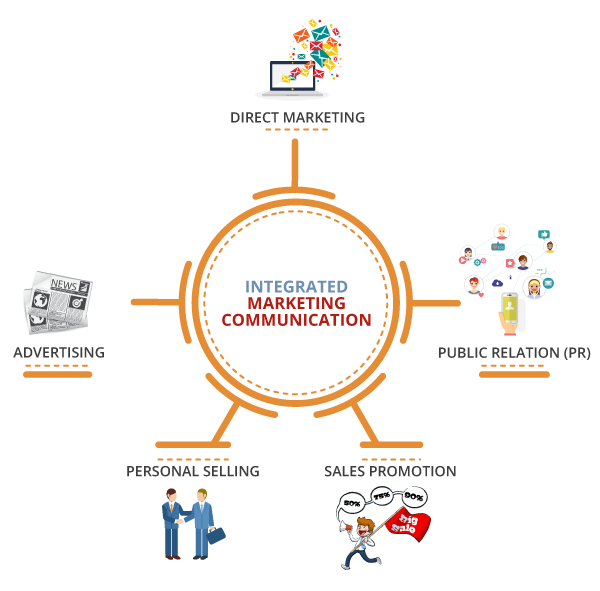 DIRECT MARKETING
INTEGRATED
MARKETING
COMMUNICATION
NEWS
ADVERTISING
PUBLIC RELATION (PR)
PERSONAL SELLING
SALES PROMOTION
50%
75%
90%
Big
Sale